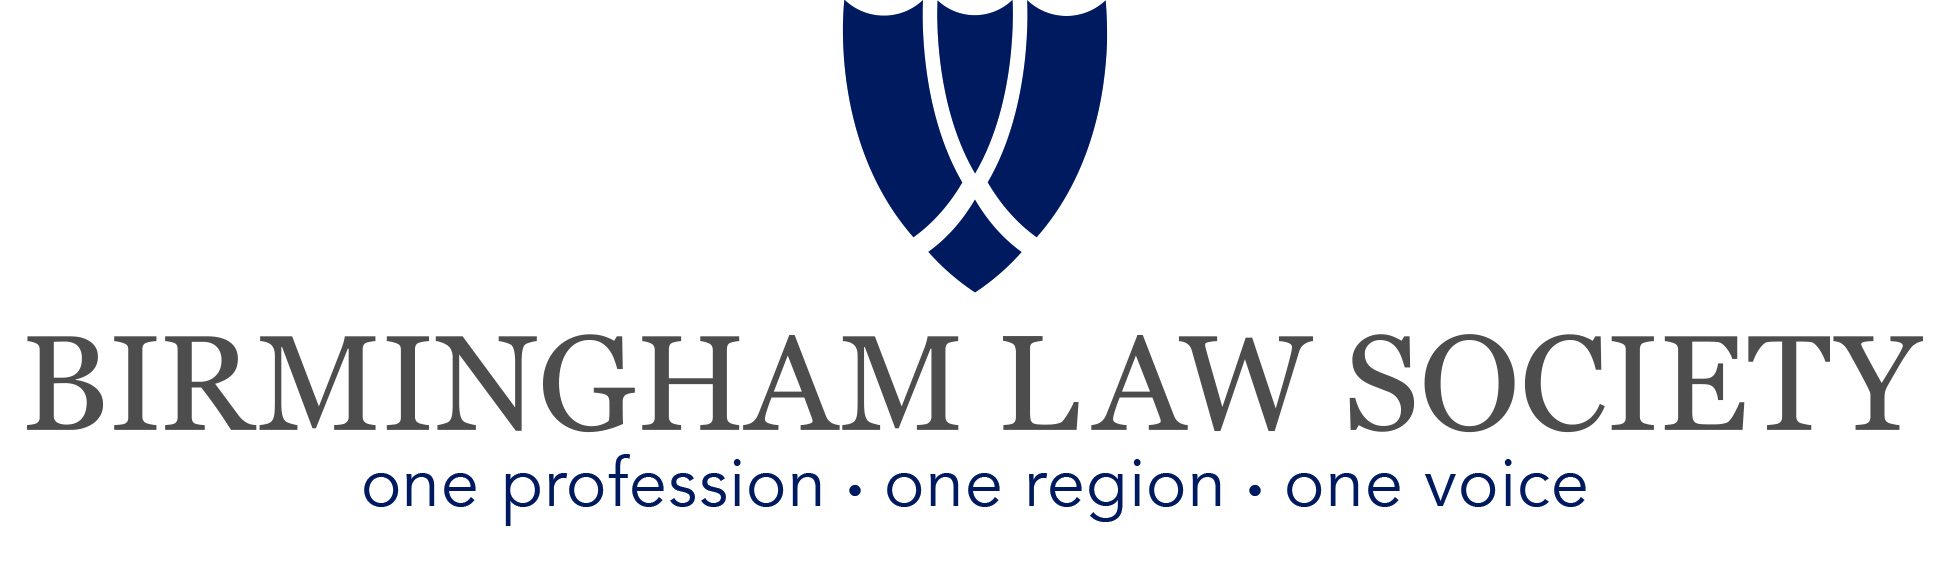 BIRMINGHAM LAW SOCIETY
one profession • one region • one voice